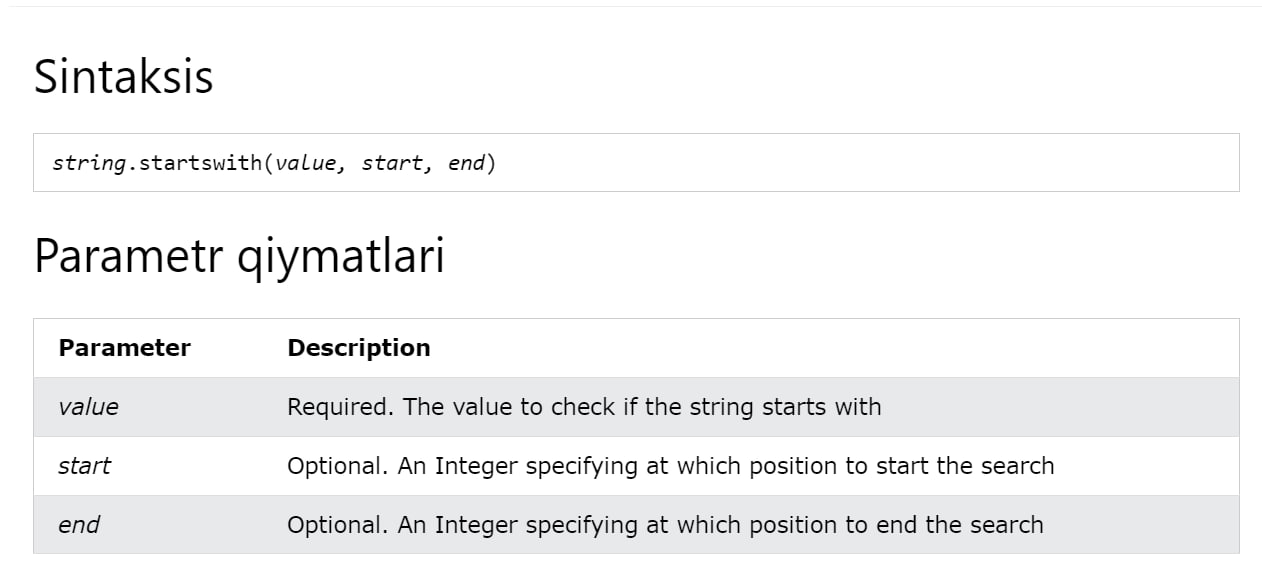 Sintaksis
string.startswith(value, start, end)
Parametr qiymatlari
Parameter Description
value Required. The value to check if the string starts with
start Optional. An Integer specifying at which position to start the search
end Optional. An Integer specifying at which position to end the search